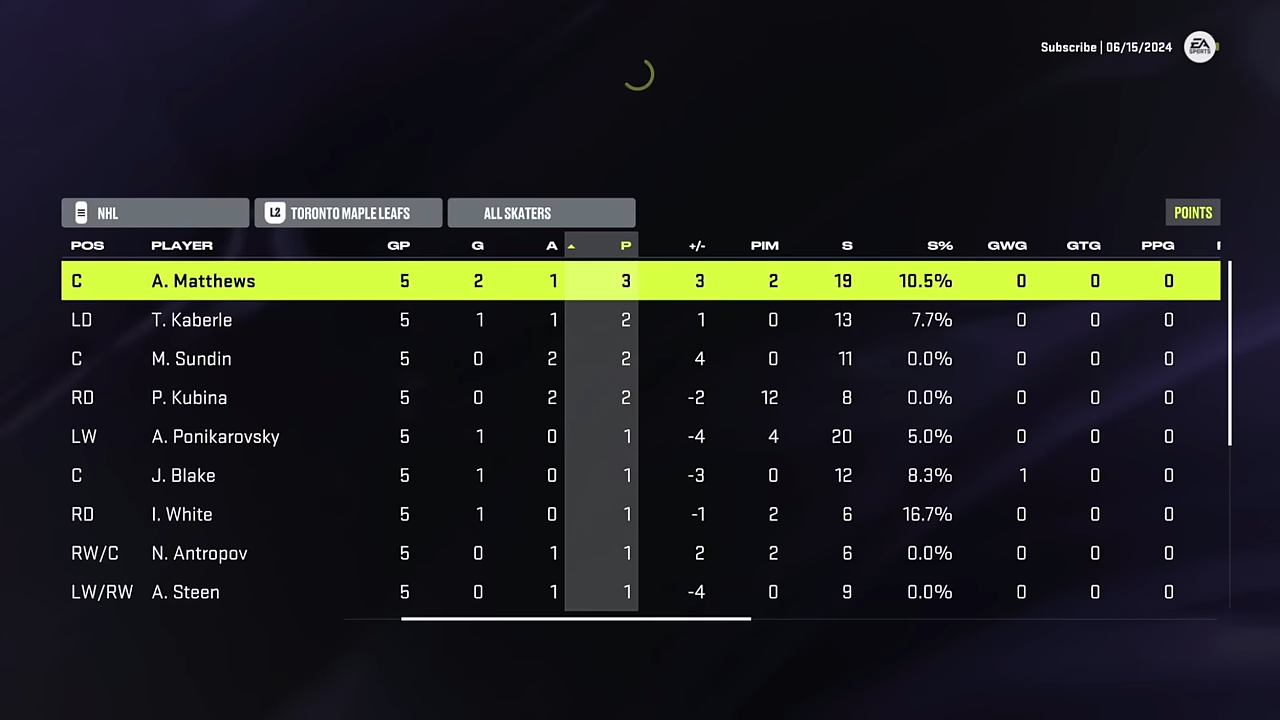 Subscribe | 06/15/2024 EA SPORTS
NHL L2 TORONTO MAPLE LEAFS ALL SKATERS POINTS
POS PLAYER GP G A P +/- PIM S S% GWG GTG PPG
C A. Matthews 5 2 1 3 3 2 19 10.5% 0 0 0
LD T. Kaberle 5 1 1 2 1 0 13 7.7% 0 0 0
C M. Sundin 5 0 2 2 4 0 11 0.0% 0 0 0
RD P. Kubina 5 0 2 2 -2 12 8 0.0% 0 0 0
LW A. Ponikarovsky 5 1 0 1 -4 4 20 5.0% 0 0 0
C J. Blake 5 1 0 1 -3 0 12 8.3% 1 0 0
RD I. White 5 1 0 1 -1 2 6 16.7% 0 0 0
RW/C N. Antropov 5 0 1 1 2 2 6 0.0% 0 0 0
LW/RW A. Steen 5 0 1 1 -4 0 9 0.0% 0 0 0